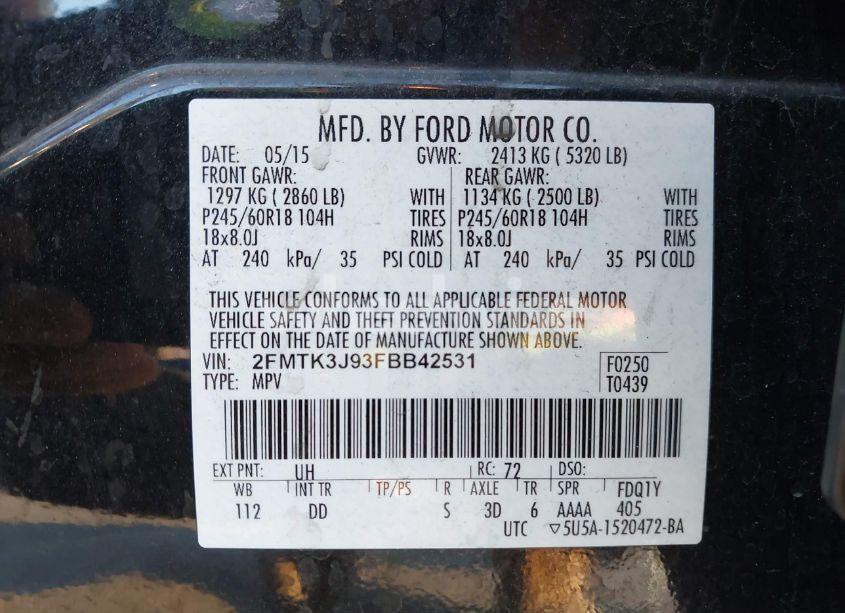 MFD. BY FORD MOTOR CO.
DATE: 05/15 GVWR: 2413 KG ( 5320 LB)
FRONT GAWR: REAR GAWR:
1297 KG ( 2860 LB) WITH 1134 KG ( 2500 LB) WITH
P245/60R18 104H TIRES P245/60R18 104H TIRES
18x8.0J RIMS 18x8.0J RIMS
AT 240 kPa/ 35 PSI COLD AT 240 kPa/ 35 PSI COLD
THIS VEHICLE CONFORMS TO ALL APPLICABLE FEDERAL MOTOR
VEHICLE SAFETY AND THEFT PREVENTION STANDARDS IN
EFFECT ON THE DATE OF MANUFACTURE SHOWN ABOVE.
VIN: 2FMTK3J93FBB42531 F0250
TYPE: MPV T0439
EXT PNT: UH RC: 72 DSO:
WB INT TR TP/PS R AXLE TR SPR FDQ1Y
112 DD S 3D 6 AAAA 405
UTC ▽5U5A-1520472-BA